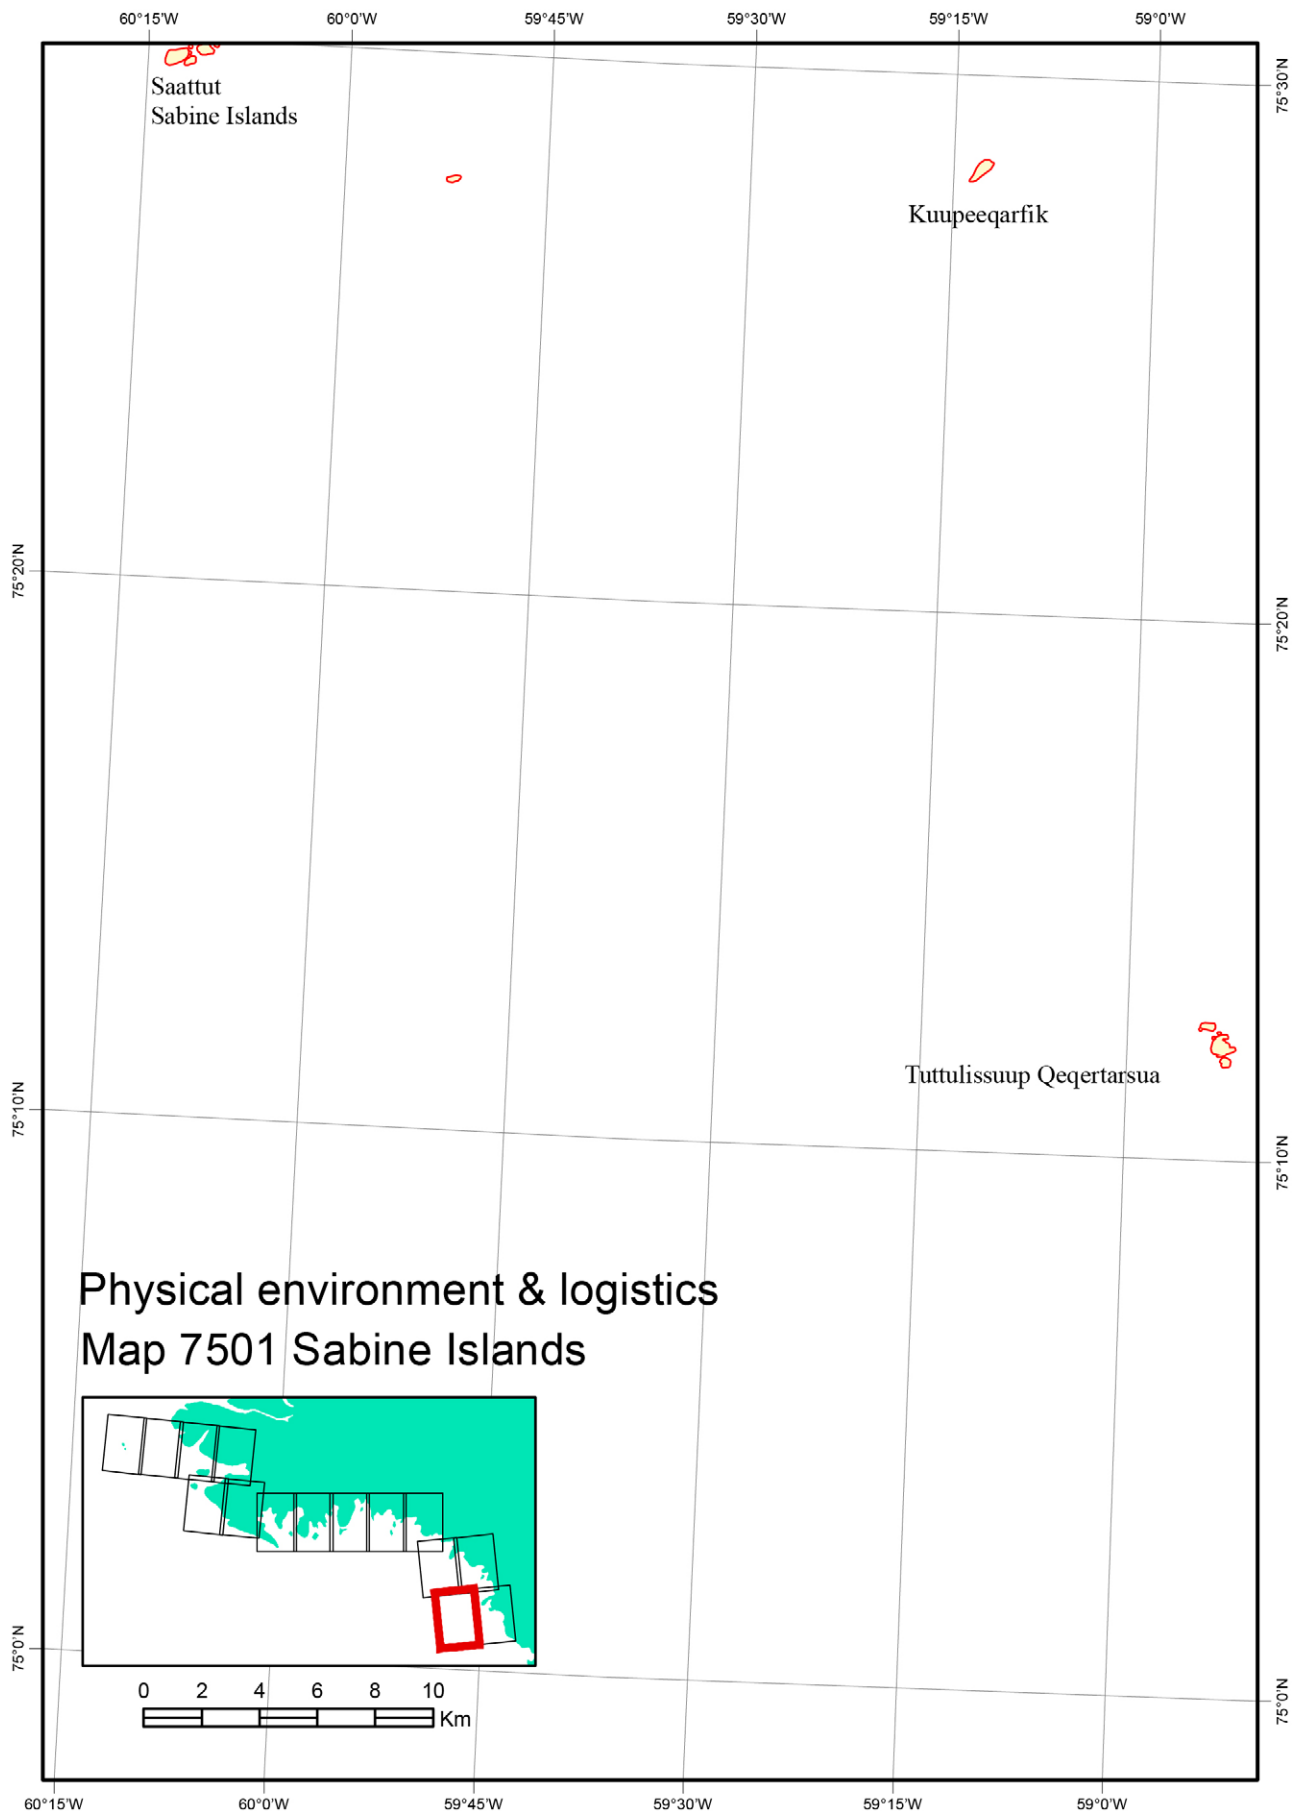 60°15'W 60°0'W 59°45'W 59°30'W 59°15'W 59°0'W
75°30'N
Saattut
Sabine Islands
Kuupeeqarfik
75°20'N
75°20'N
Tuttulissuup Qeqertarsua
75°10'N
75°10'N
Physical environment & logistics
Map 7501 Sabine Islands
75°0'N
75°0'N
0 2 4 6 8 10
Km
60°15'W 60°0'W 59°45'W 59°30'W 59°15'W 59°0'W